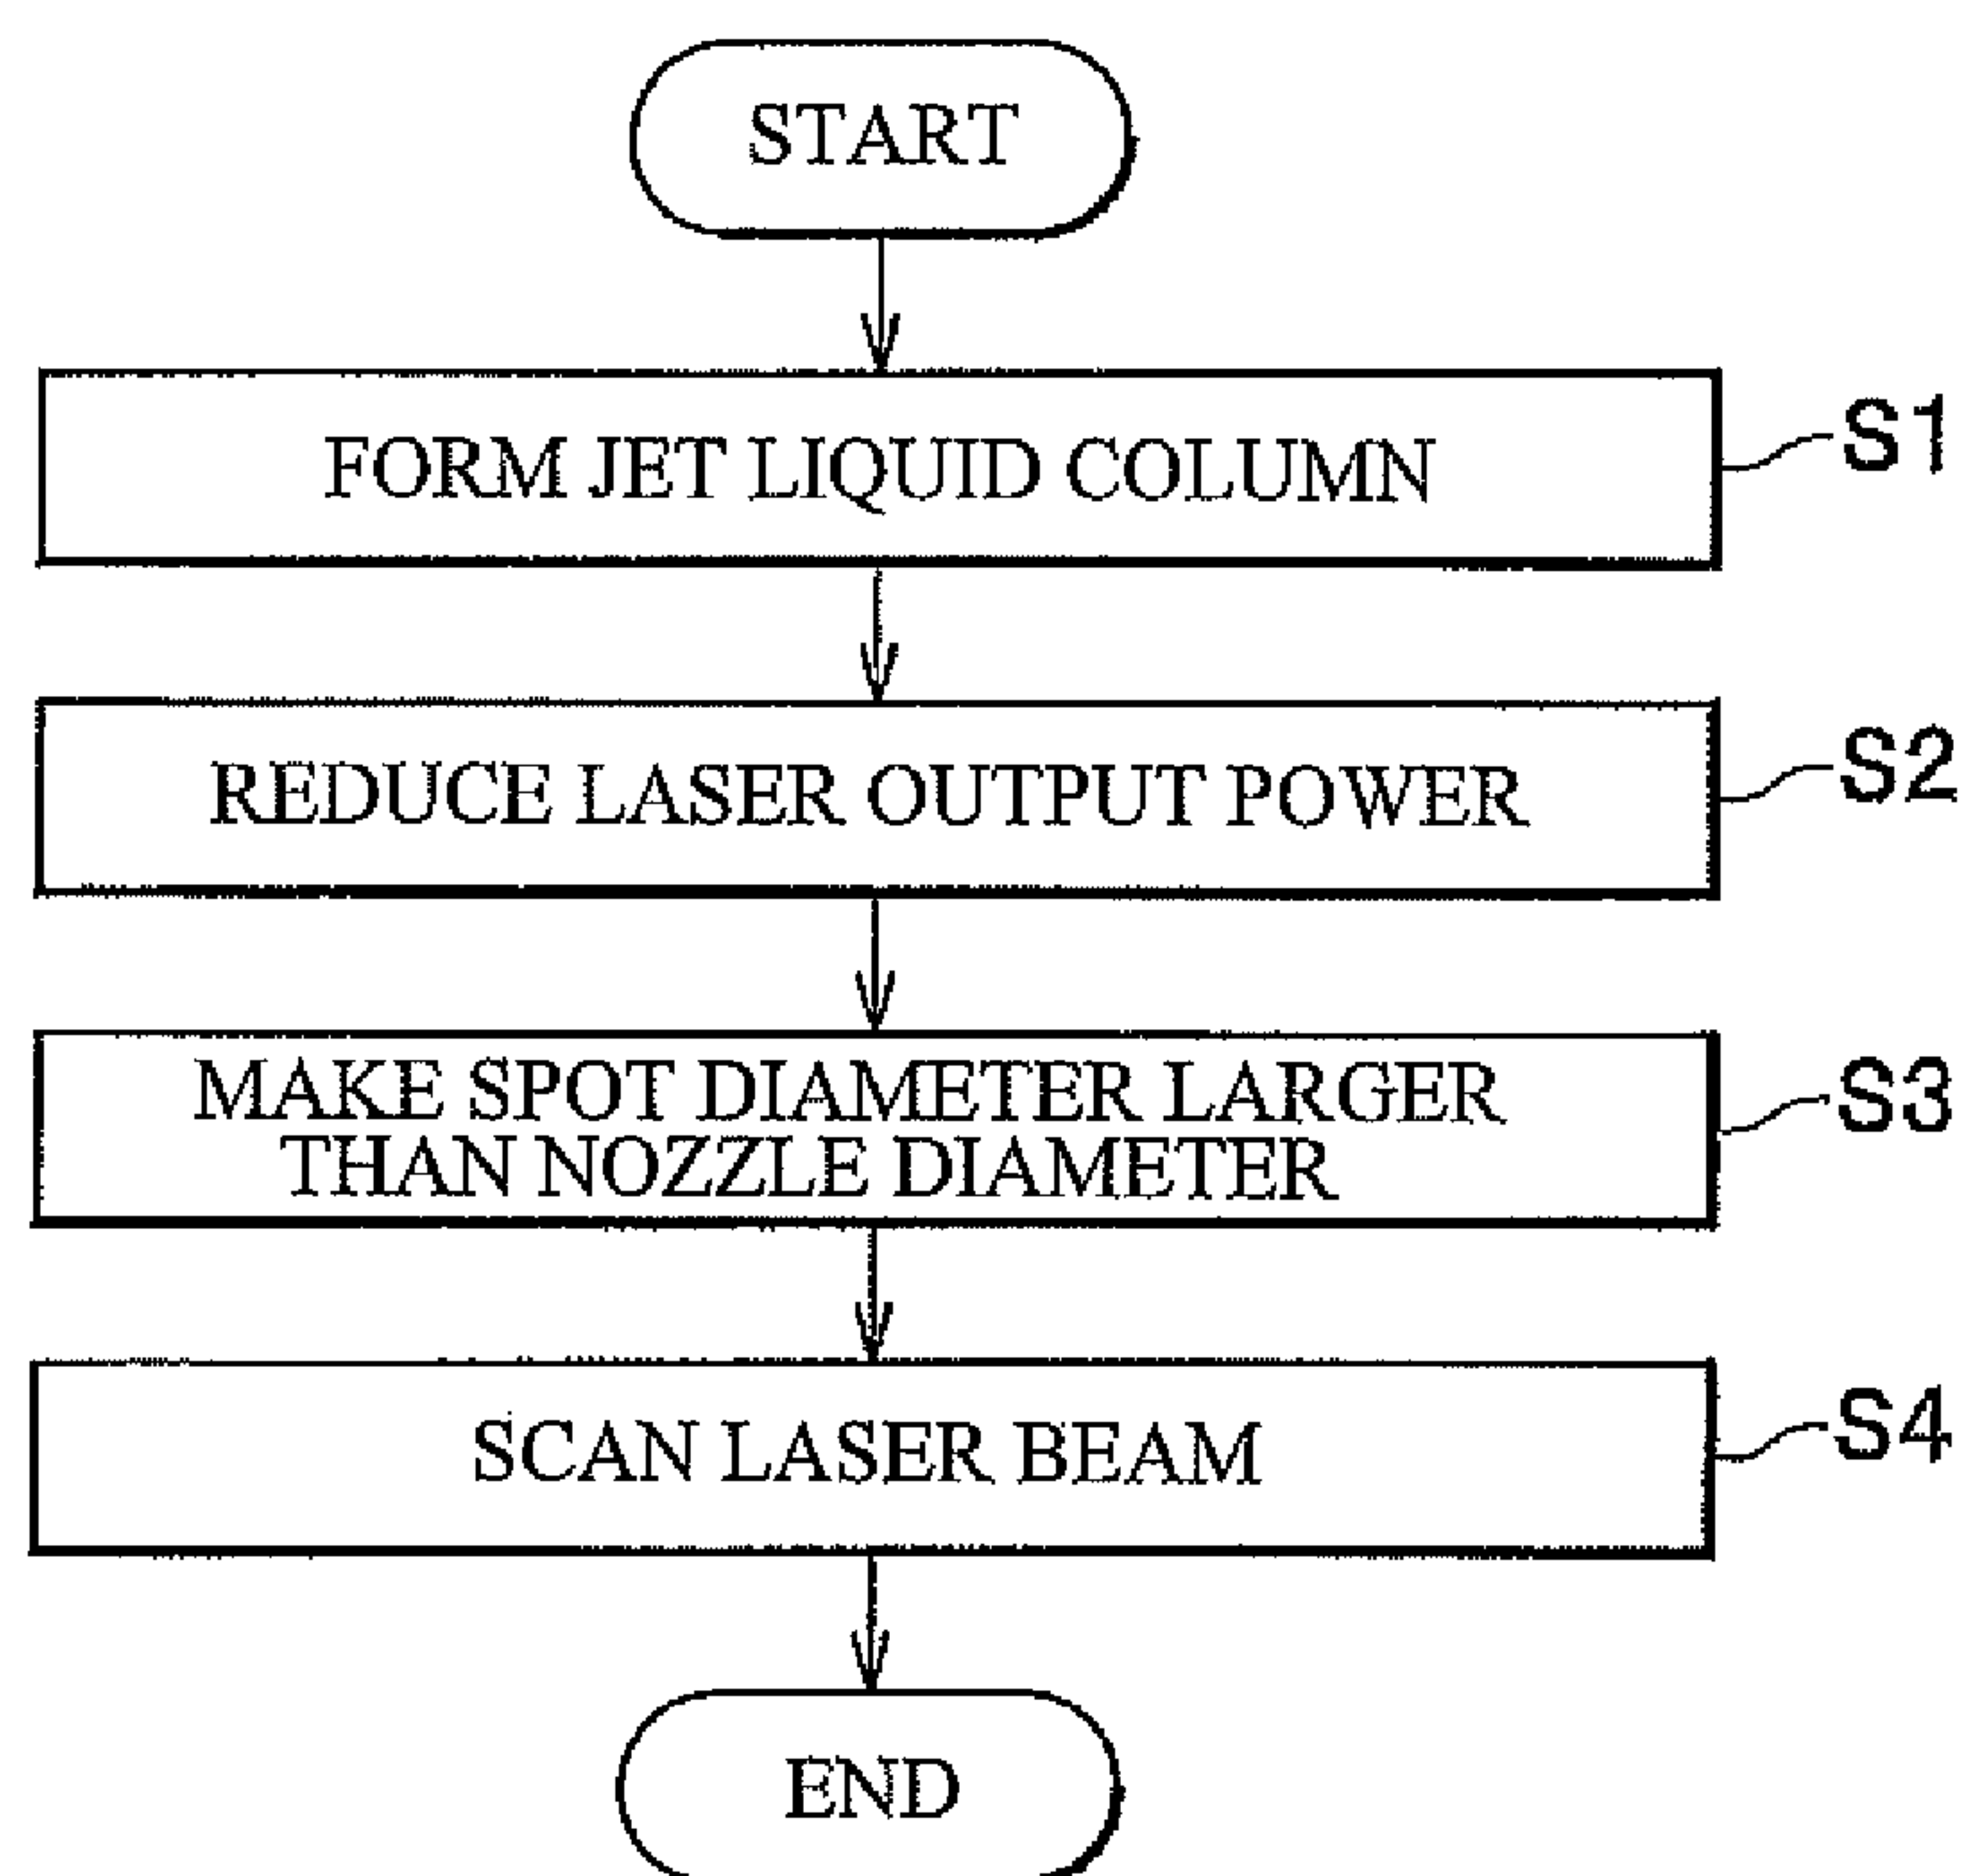 START
FORM JET LIQUID COLUMN
S1
REDUCE LASER OUTPUT POWER
S2
MAKE SPOT DIAMETER LARGER
THAN NOZZLE DIAMETER
S3
SCAN LASER BEAM
S4
END